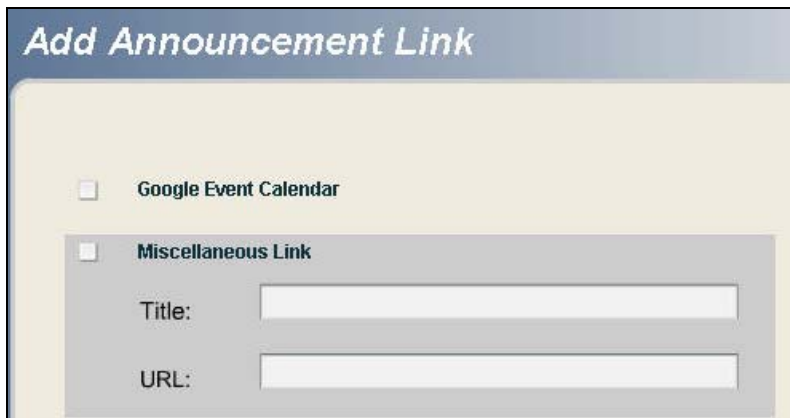 Add Announcement Link
Google Event Calendar
Miscellaneous Link
Title:
URL: